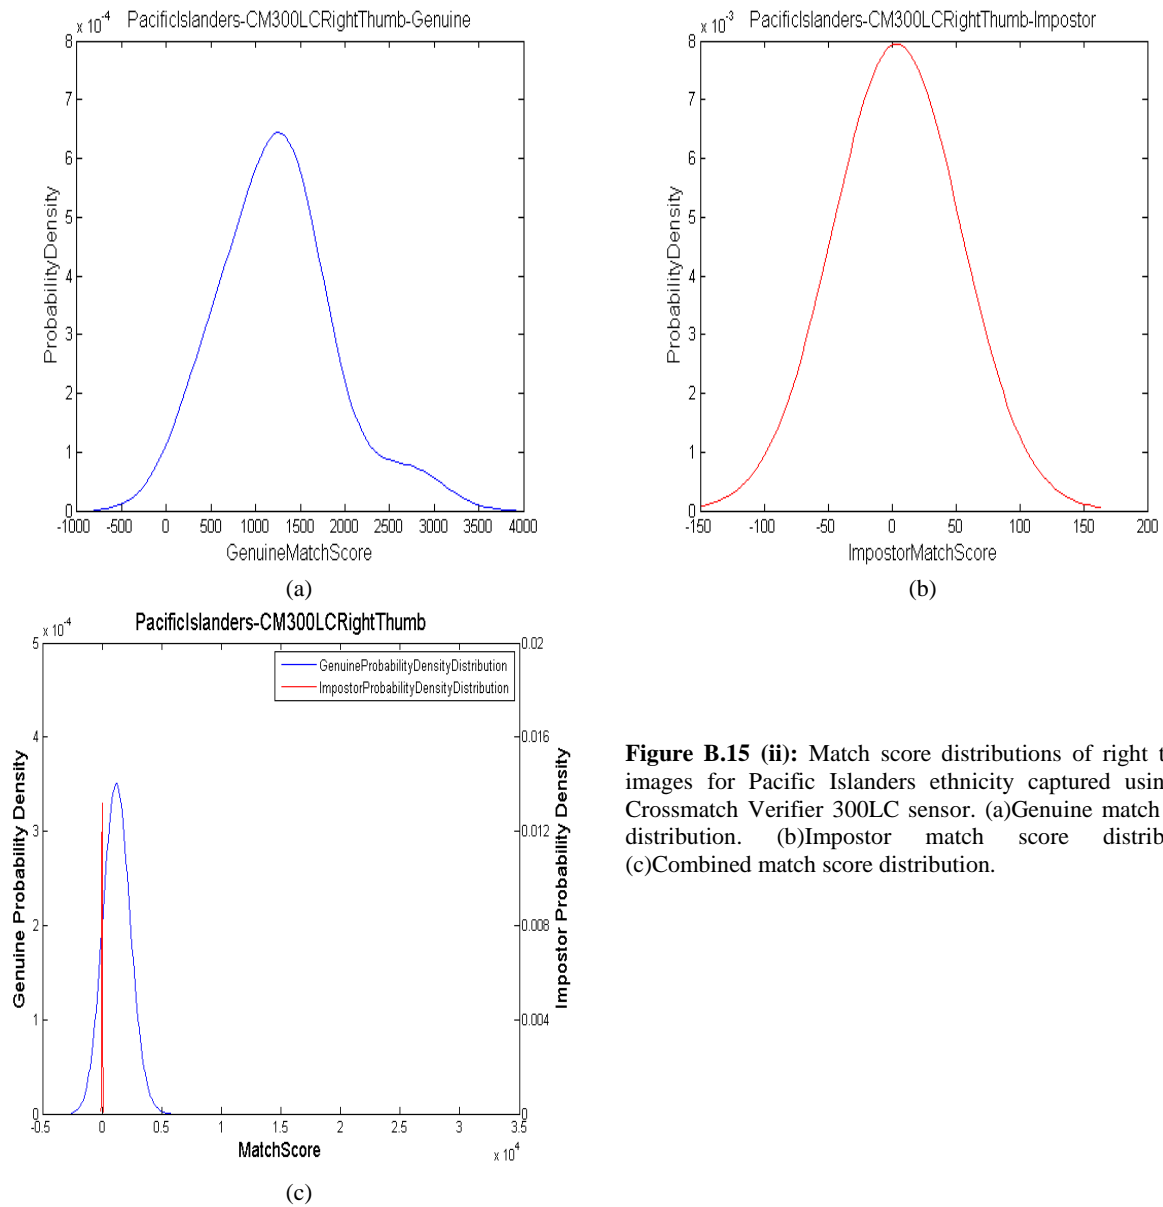 x 10-4 PacificIslanders-CM300LCRightThumb-Genuine
8
7
6
5
4
3
2
1
0
ProbabilityDensity
-1000 -500 0 500 1000 1500 2000 2500 3000 3500 4000
GenuineMatchScore
(a)
x 10-3 PacificIslanders-CM300LCRightThumb-Impostor
8
7
6
5
4
3
2
1
0
ProbabilityDensity
-150 -100 -50 0 50 100 150 200
ImpostorMatchScore
(b)
PacificIslanders-CM300LCRightThumb
x 10-4
5
4
3
2
1
0
Genuine Probability Density
GenuineProbabilityDensityDistribution
ImpostorProbabilityDensityDistribution
0.02
0.016
0.012
0.008
0.004
0
Impostor Probability Density
-0.5 0 0.5 1 1.5 2 2.5 3 3.5
MatchScore
x 104
(c)
Figure B.15 (ii): Match score distributions of right t
images for Pacific Islanders ethnicity captured usin
Crossmatch Verifier 300LC sensor. (a)Genuine match
distribution. (b)Impostor match score distrib
(c)Combined match score distribution.